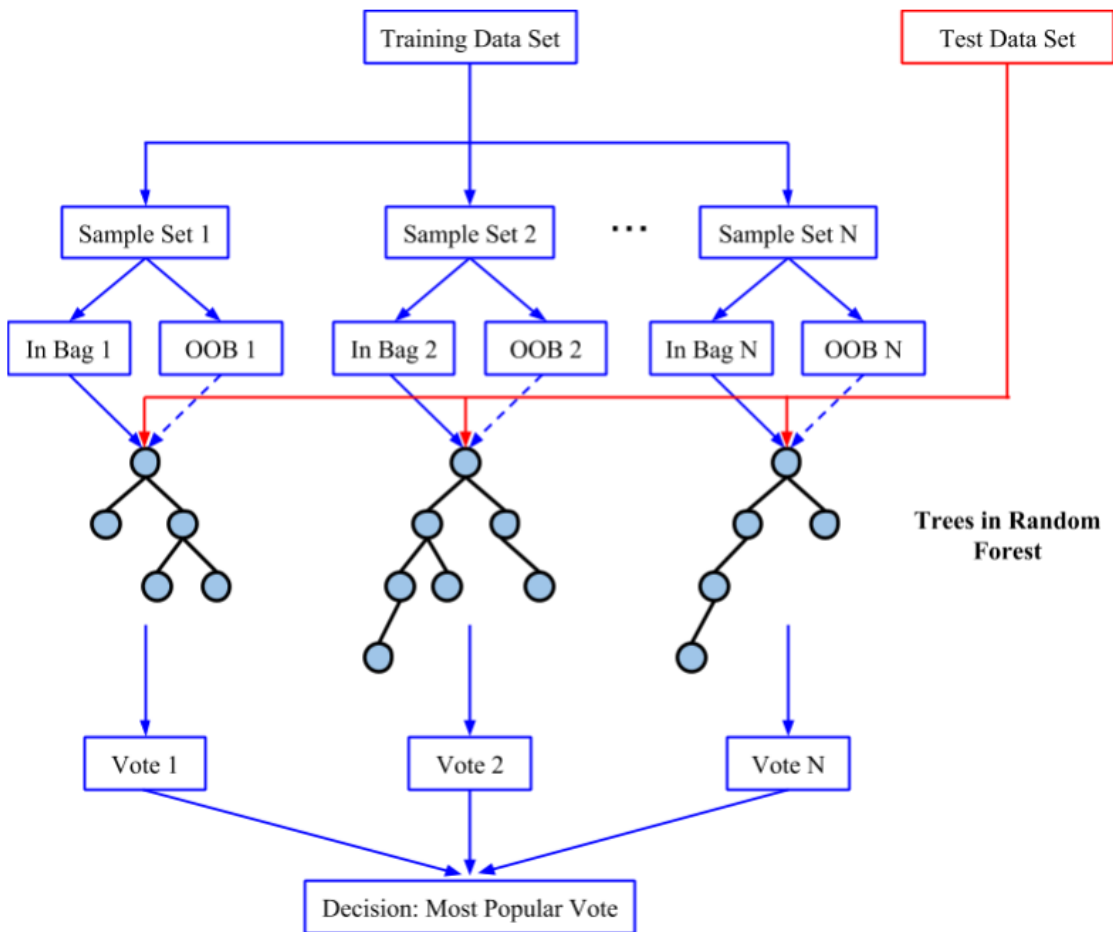 Training Data Set
Test Data Set
Sample Set 1
Sample Set 2
...
Sample Set N
In Bag 1
OOB 1
In Bag 2
OOB 2
In Bag N
OOB N
Trees in Random
Forest
Vote 1
Vote 2
Vote N
Decision: Most Popular Vote